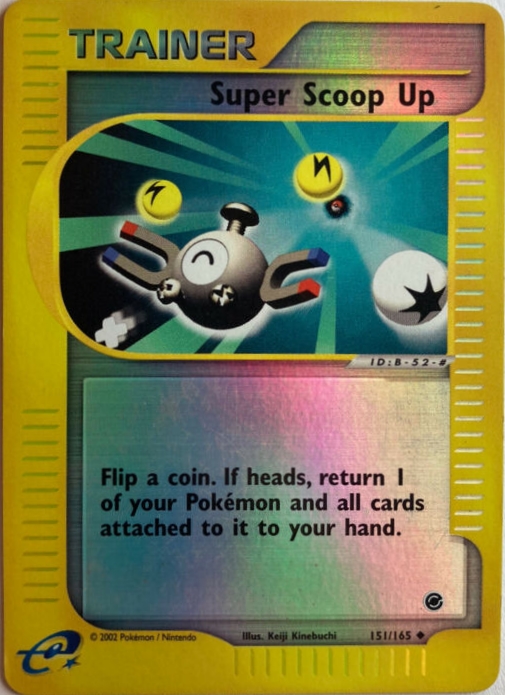 TRAINER
Super Scoop Up
ID:B-52-#
Flip a coin. If heads, return 1
of your Pokémon and all cards
attached to it to your hand.
e
© 2002 Pokémon / Nintendo Illus. Keiji Kinebuchi 151/165 ◆